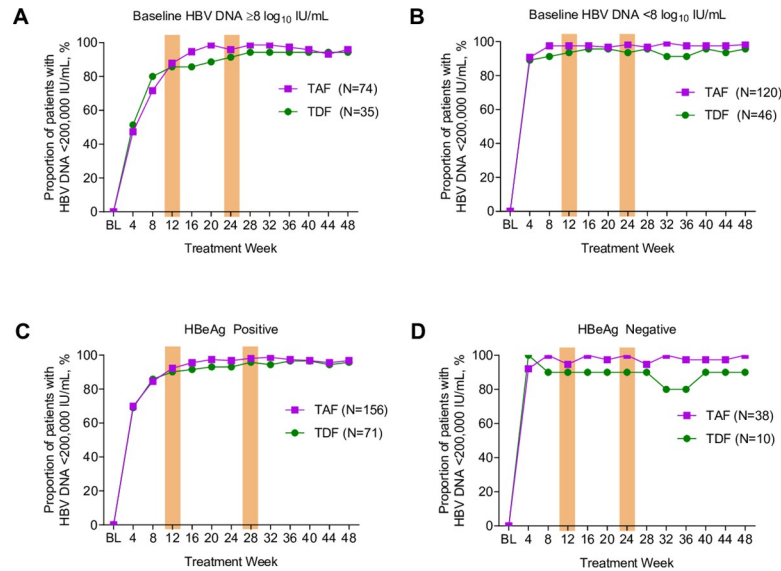 A
Baseline HBV DNA ≥8 log10 IU/mL
Proportion of patients with
HBV DNA <200,000 IU/mL, %
100
80
60
40
20
0
TAF (N=74)
TDF (N=35)
BL 4 8 12 16 20 24 28 32 36 40 44 48
Treatment Week
B
Baseline HBV DNA <8 log10 IU/mL
Proportion of patients with
HBV DNA <200,000 IU/mL, %
100
80
60
40
20
0
TAF (N=120)
TDF (N=46)
BL 4 8 12 16 20 24 28 32 36 40 44 48
Treatment Week
C
HBeAg Positive
Proportion of patients with
HBV DNA <200,000 IU/mL, %
100
80
60
40
20
0
TAF (N=156)
TDF (N=71)
BL 4 8 12 16 20 24 28 32 36 40 44 48
Treatment Week
D
HBeAg Negative
Proportion of patients with
HBV DNA <200,000 IU/mL, %
100
80
60
40
20
0
TAF (N=38)
TDF (N=10)
BL 4 8 12 16 20 24 28 32 36 40 44 48
Treatment Week